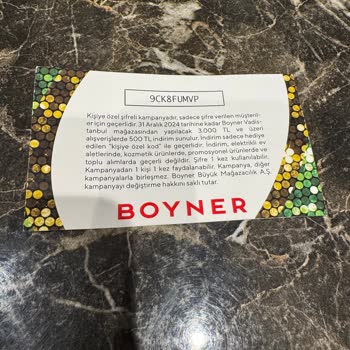 9CK8FUMVP
Kişiye özel şifreli kampanyadır, sadece şifre verilen müşteri-
er için geçerlidir. 31 Aralık 2024 tarihine kadar Boyner Vadis-
tanbul mağazasından yapılacak 3.000 TL ve üzeri
alışverişlerde 500 TL indirim sunulur. İndirim sadece hediye
edilen "kişiye özel kod" ile geçerlidir. İndirim, elektrikli ev
aletlerinde, kozmetik ürünlerde, promosyonel ürünlerde ve
toplu alımlarda geçerli değildir. Şifre 1 kez kullanılabilir.
Kampanyadan 1 kişi 1 kez faydalanabilir. Kampanya, diğer
kampanyalarla birleşmez. Boyner Büyük Mağazacılık A.Ş.
kampanyayı değiştirme hakkını saklı tutar.
BOYNER